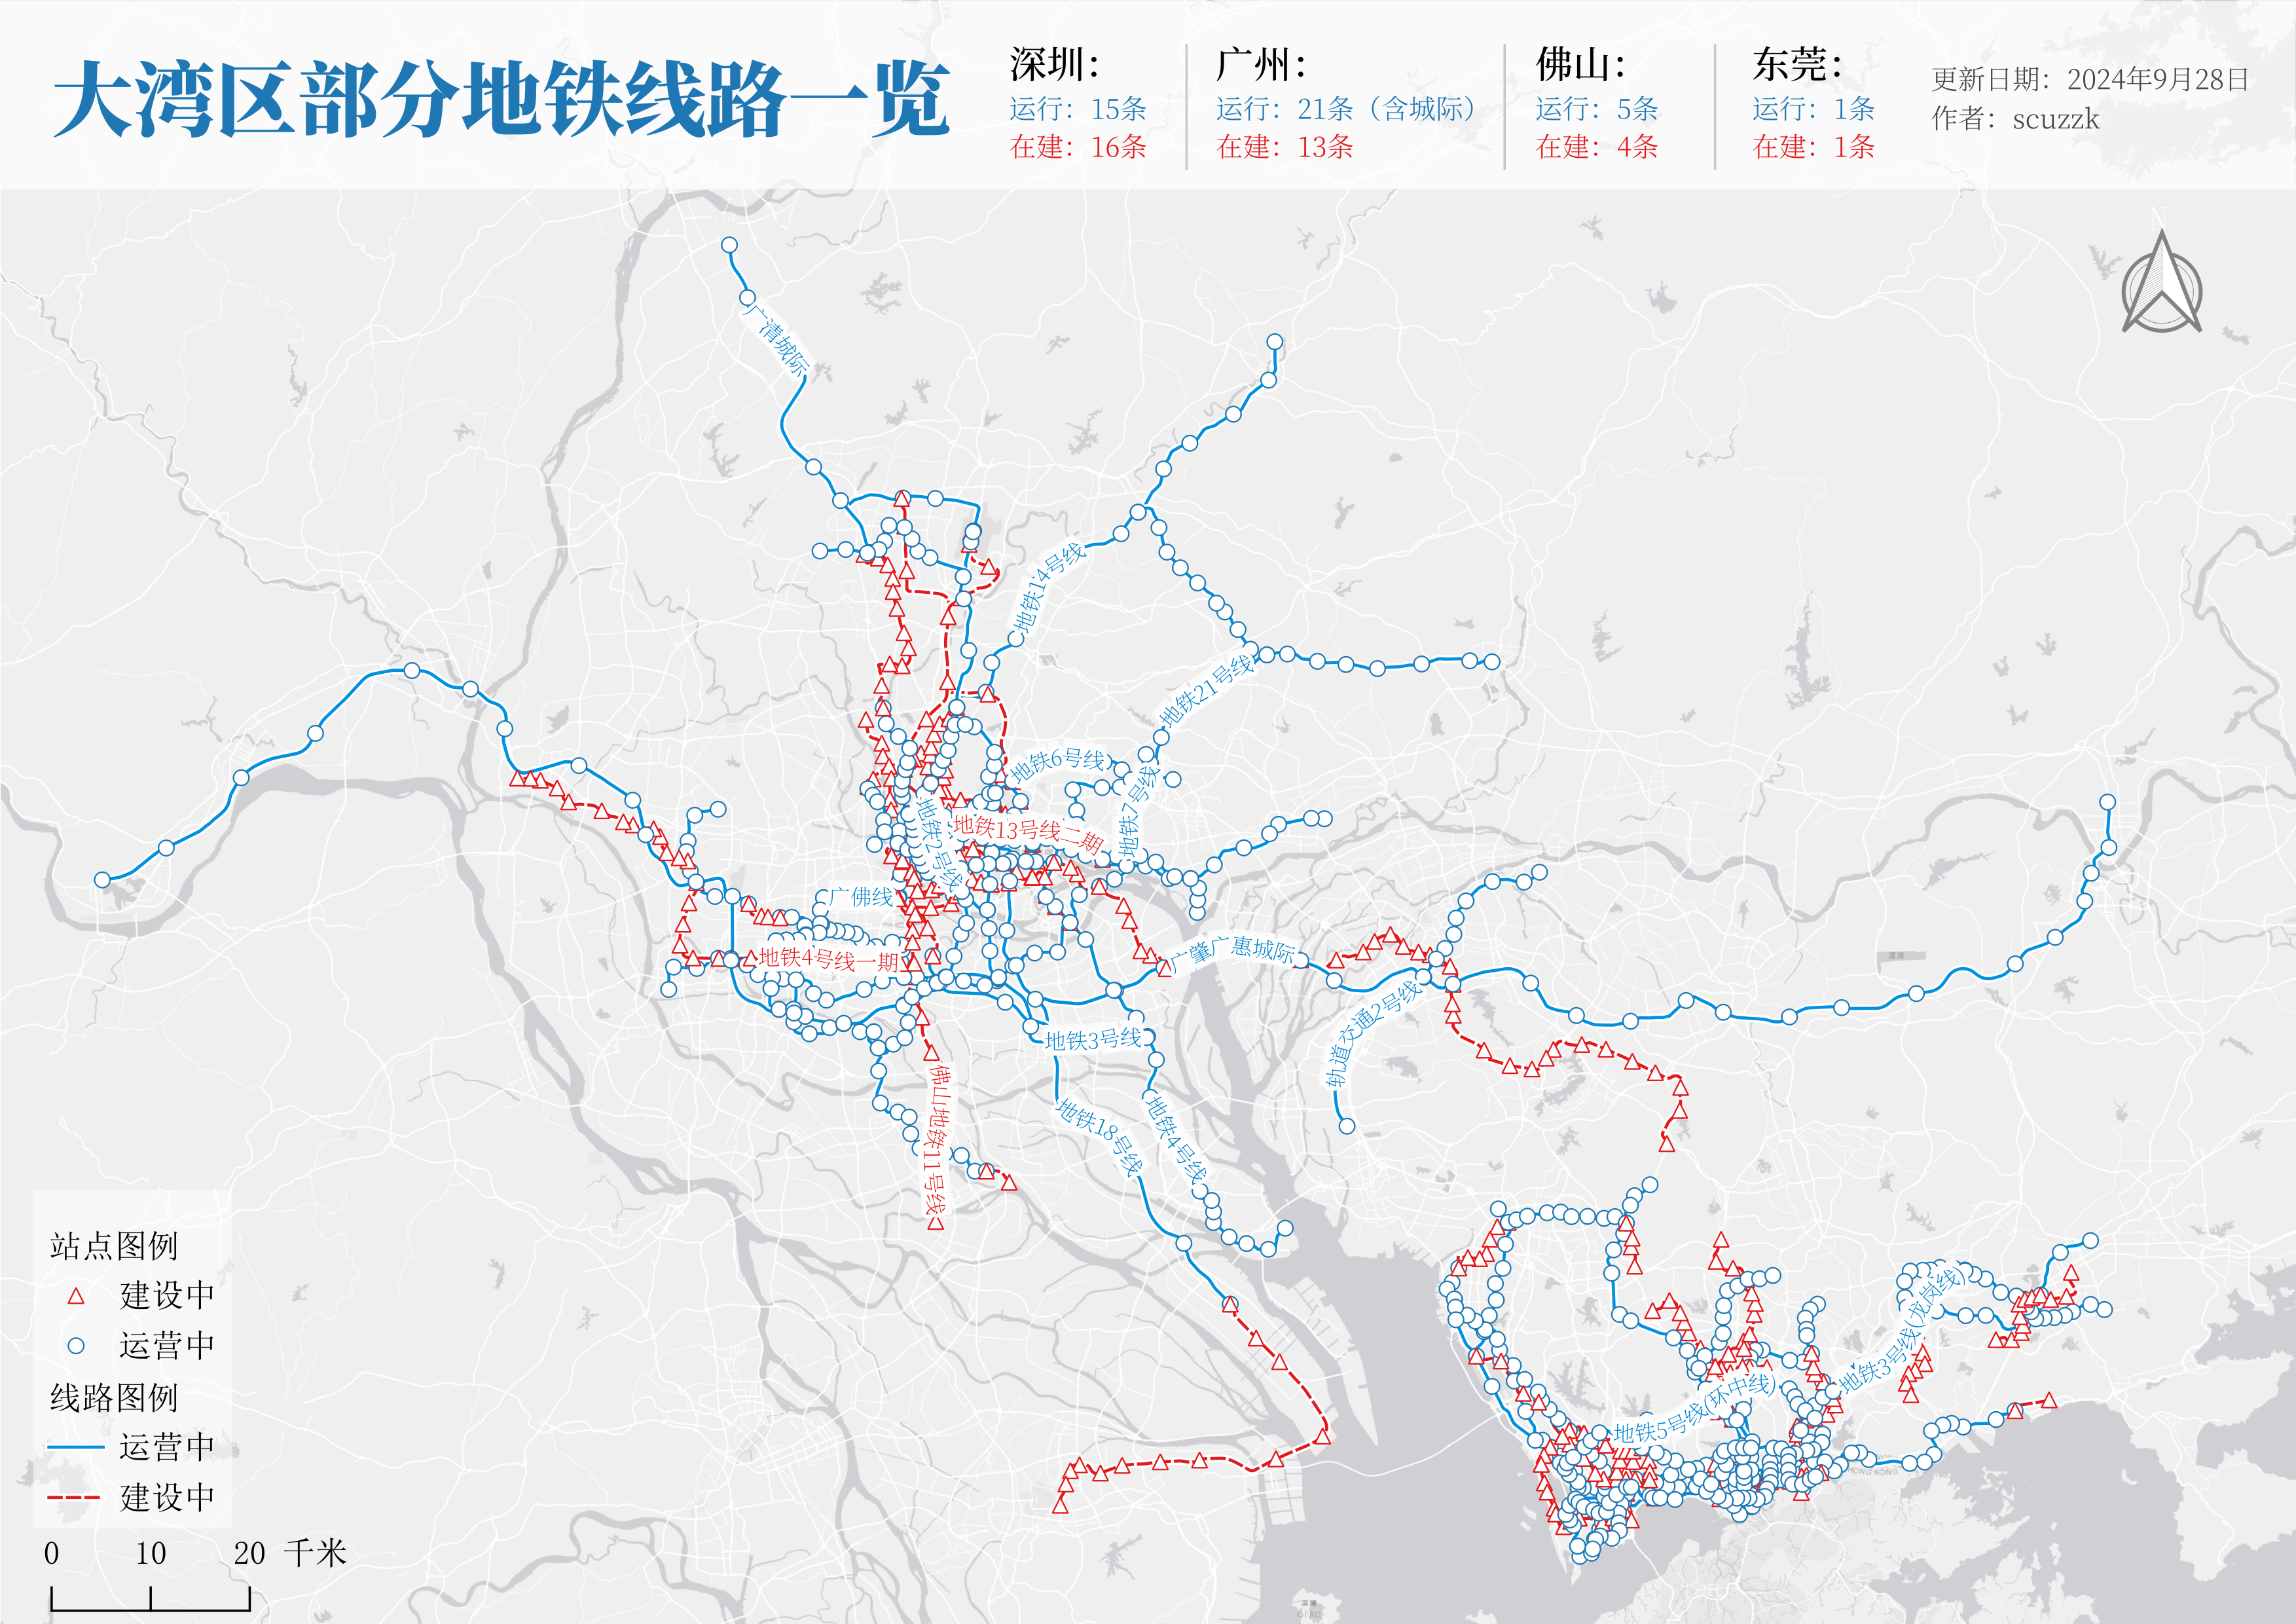 大湾区部分地铁线路一览
深圳：
运行：15条
在建：16条
广州：
运行：21条（含城际）
在建：13条
佛山：
运行：5条
在建：4条
东莞：
运行：1条
在建：1条
更新日期：2024年9月28日
作者：scuzzk
N
广清城际
地铁14号线
地铁21号线
地铁6号线
地铁7号线
地铁13号线二期
地铁2号线
广佛线
地铁4号线一期
广肇广惠城际
地铁3号线
轨道交通2号线
佛山地铁11号线
地铁18号线
地铁4号线
地铁3号线(龙岗线)
地铁5号线(环中线)
HONG KONG
站点图例
建设中
运营中
线路图例
运营中
建设中
0 10 20 千米
淇澳
QI'AO